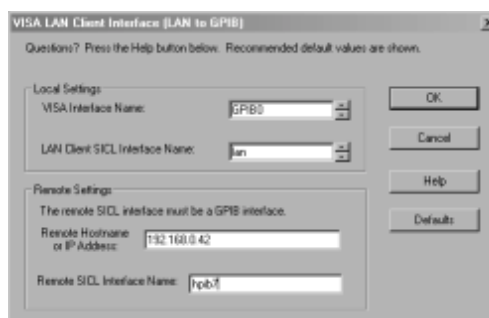 VISA LAN Client Interface (LAN to GPIB)
Questions? Press the Help button below. Recommended default values are shown.
Local Settings
VISA Interface Name: GPIB0
LAN Client SICL Interface Name: lan
Remote Settings
The remote SICL interface must be a GPIB interface.
Remote Hostname
or IP Address: 192.168.0.42
Remote SICL Interface Name: hpib7
OK
Cancel
Help
Defaults